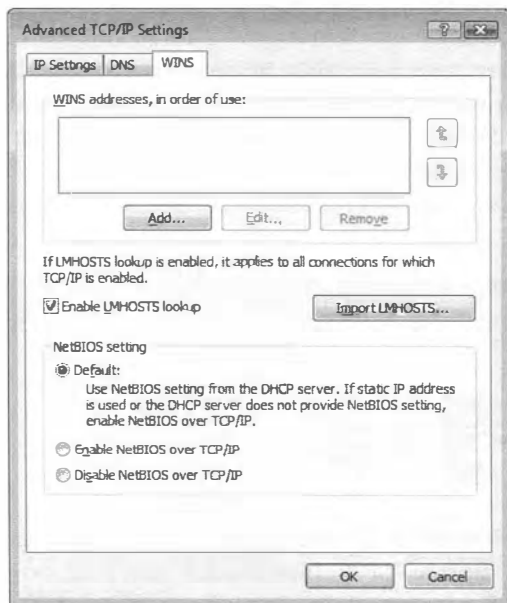 Advanced TCP/IP Settings
IP Settings DNS WINS
WINS addresses, in order of use:
Add... Edit... Remove
If LMHOSTS lookup is enabled, it applies to all connections for which
TCP/IP is enabled.
Enable LMHOSTS lookup Import LMHOSTS...
NetBIOS setting
Default:
Use NetBIOS setting from the DHCP server. If static IP address
is used or the DHCP server does not provide NetBIOS setting,
enable NetBIOS over TCP/IP.
Enable NetBIOS over TCP/IP
Disable NetBIOS over TCP/IP
OK Cancel